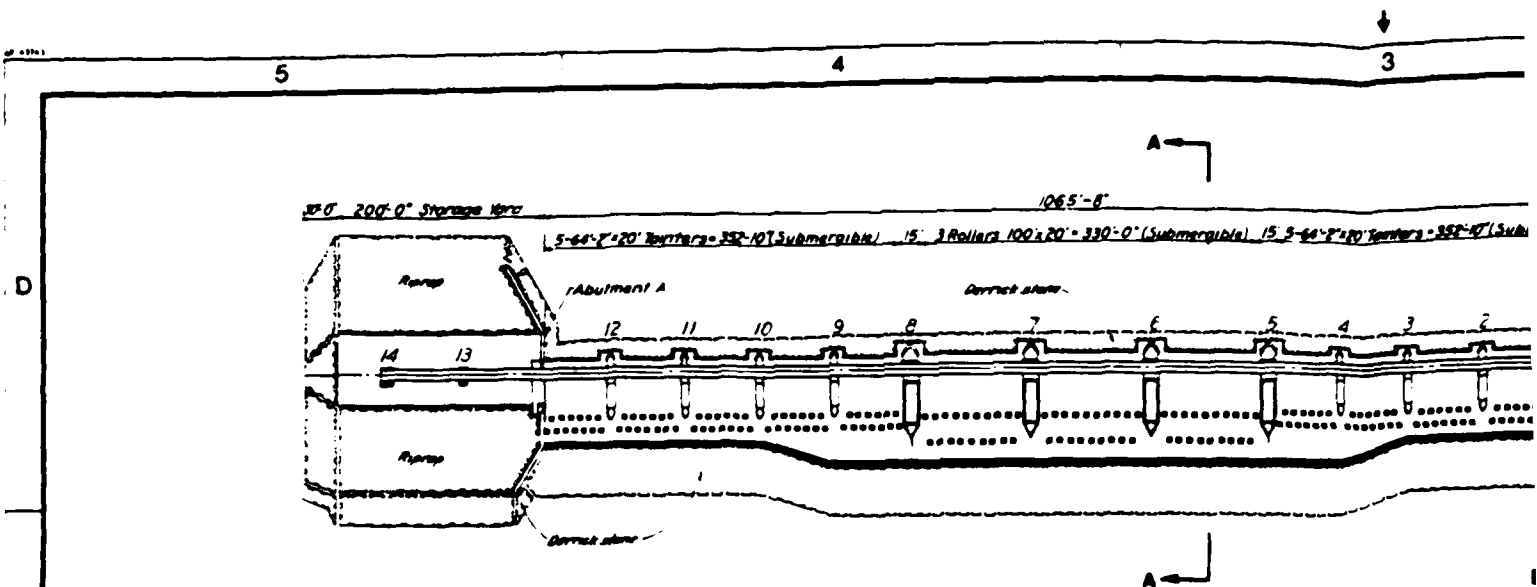 5 4 3
A
30'-0" 200'-0" Storage Yard 1065'-8"
5-64'-2"x20' Tainters=352'-10" (Submergible) 15' 3 Rollers 100'x20'=330'-0" (Submergible) 15' 5-64'-2"x20' Tainters=352'-10" (Sub
D
Riprap
Abutment A
Derrick stone
12 11 10 9 8 7 6 5 4 3 2
14 13
Riprap
Derrick stone
A